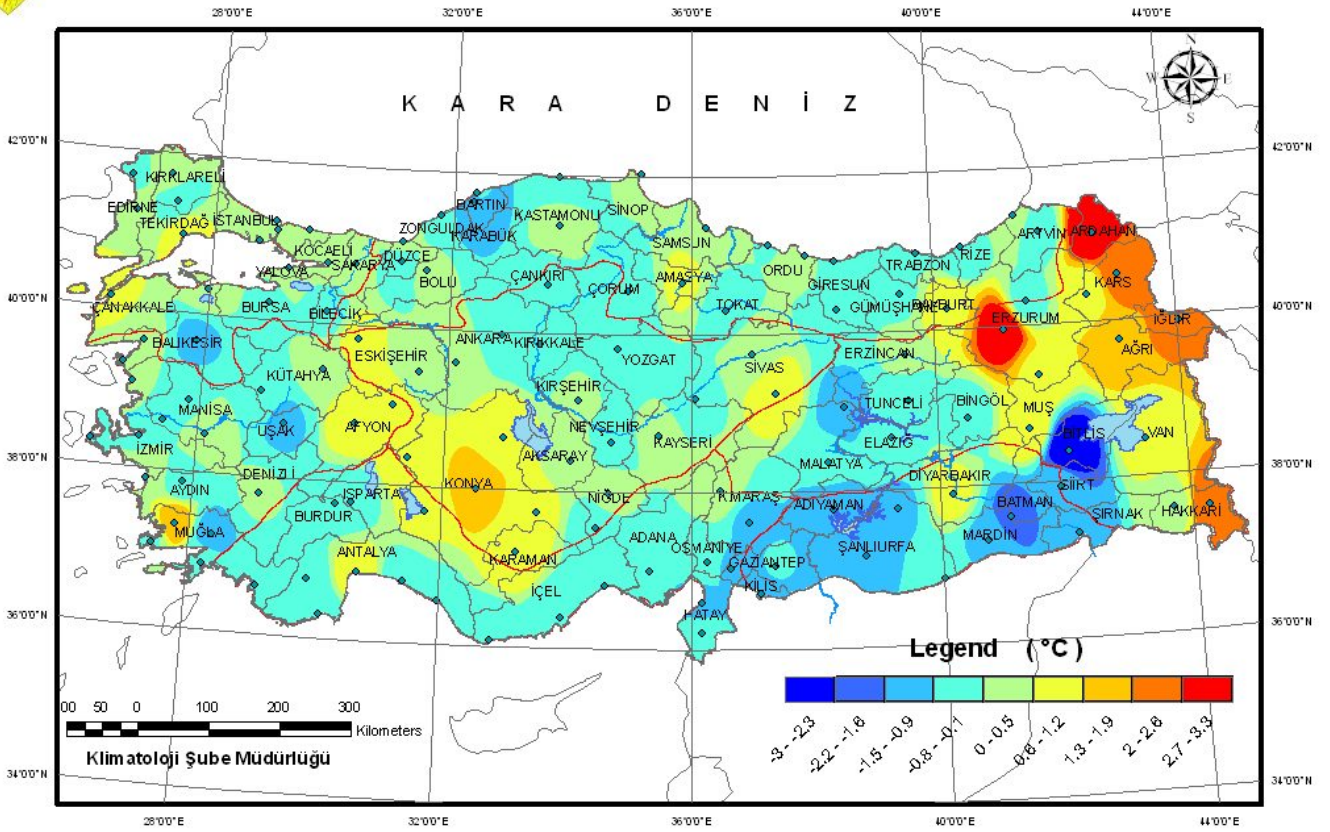 28°0'0"E 32°0'0"E 36°0'0"E 40°0'0"E 44°0'0"E
N
W E
S
K A R A D E N İ Z
42°0'0"N 42°0'0"N
KIRKLARELİ
EDİRNE
TEKİRDAĞ İSTANBUL
BARTIN
KASTAMONU SİNOP
ZONGULDAK
KARABÜK
SAMSUN
ARTVİN ARDAHAN
KOCAELİ
SAKARYA DÜZCE
YALOVA
BOLU
ÇANKIRI
ÇORUM
AMASYA
ORDU
TOKAT
GİRESUN
TRABZON RİZE
KARS
40°0'0"N 40°0'0"N
ÇANAKKALE
BURSA
BİLECİK
GÜMÜŞHANE
BAYBURT
ERZURUM
IĞDIR
AĞRI
BALIKESİR
ESKİŞEHİR
ANKARA
KIRIKKALE
YOZGAT
SİVAS
ERZİNCAN
KÜTAHYA
KIRŞEHİR
TUNCELİ
BİNGÖL
MUŞ
MANİSA
UŞAK
AFYON
NEVŞEHİR
KAYSERİ
ELAZIĞ
BİTLİS
VAN
İZMİR
AKSARAY
MALATYA
DİYARBAKIR
38°0'0"N 38°0'0"N
AYDIN
DENİZLİ
ISPARTA
KONYA
NİĞDE
K.MARAŞ
ADIYAMAN
BATMAN
SİİRT
ŞIRNAK
HAKKARİ
BURDUR
MUĞLA
ANTALYA
KARAMAN
ADANA
OSMANİYE
GAZİANTEP
ŞANLIURFA
MARDİN
İÇEL
KİLİS
HATAY
36°0'0"N 36°0'0"N
Legend (°C)
-3 - -2.3
-2.2 - -1.6
-1.5 - -0.9
-0.8 - -0.1
0 - 0.5
0.6 - 1.2
1.3 - 1.9
2 - 2.6
2.7 - 3.3
00 50 0 100 200 300
Kilometers
Klimatoloji Şube Müdürlüğü
34°0'0"N 34°0'0"N
28°0'0"E 32°0'0"E 36°0'0"E 40°0'0"E 44°0'0"E